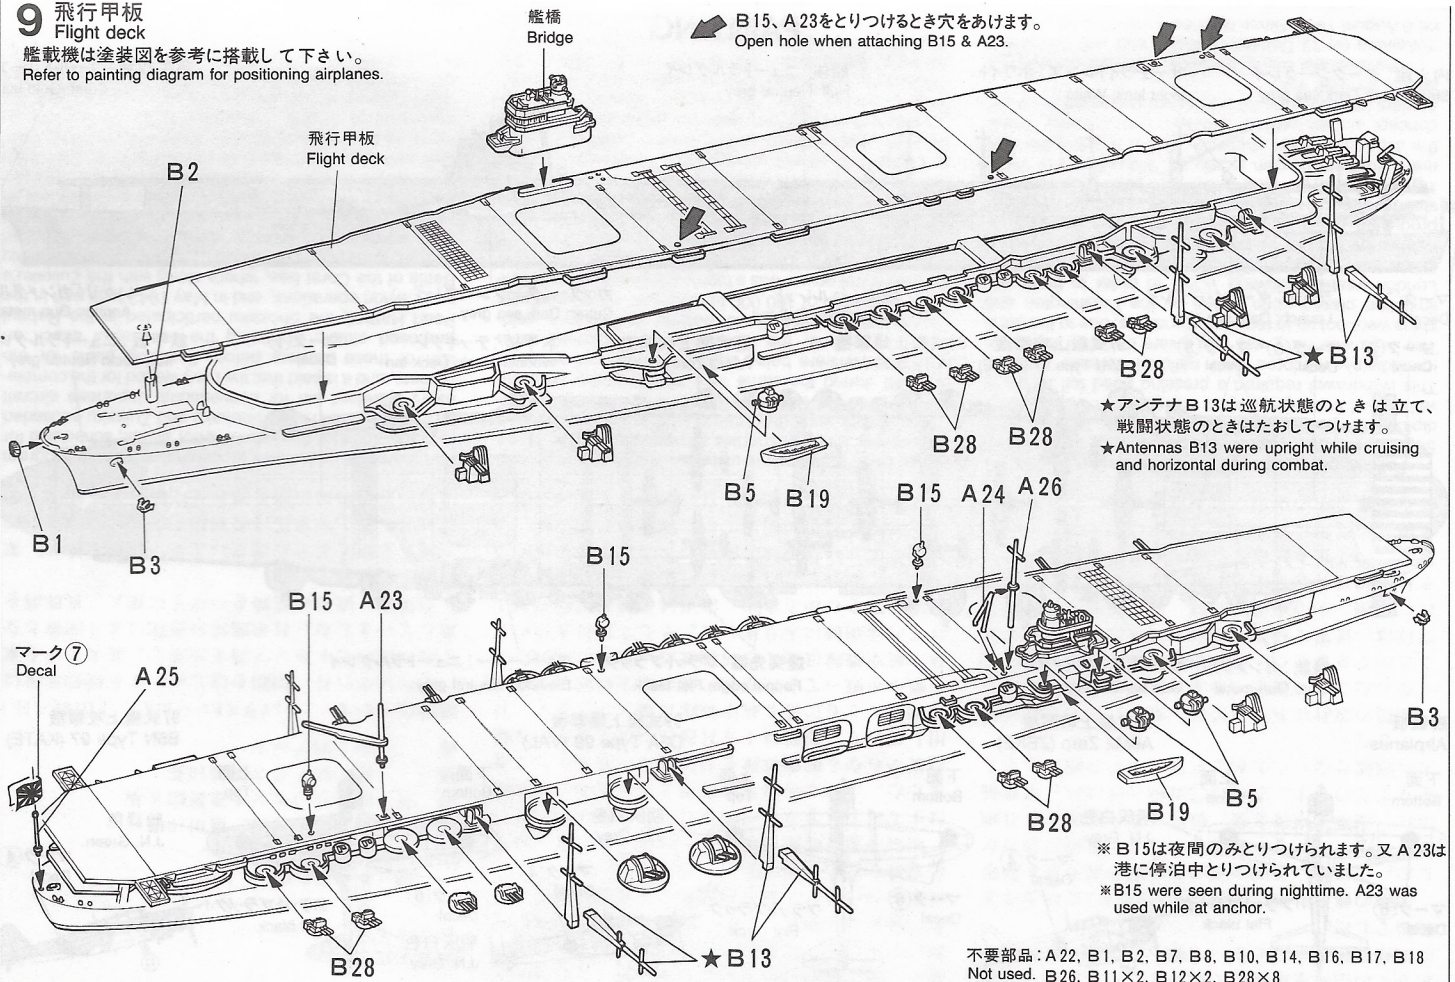 9 飛行甲板
Flight deck
艦載機は塗装図を参考に搭載して下さい。
Refer to painting diagram for positioning airplanes.
艦橋
Bridge
B15、A23をとりつけるとき穴をあけます。
Open hole when attaching B15 & A23.
飛行甲板
Flight deck
B2
B28
★B13
★アンテナB13は巡航状態のときは立て、
戦闘状態のときはたおしてつけます。
★Antennas B13 were upright while cruising
and horizontal during combat.
B28
B28
B5
B19
B1
B3
B15
A24
A26
B15
B15
A23
マーク⑦
Decal
A25
B3
B5
B19
B28
※B15は夜間のみとりつけられます。又A23は
港に停泊中とりつけられていました。
※B15 were seen during nighttime. A23 was
used while at anchor.
B28
★B13
不要部品:A22, B1, B2, B7, B8, B10, B14, B16, B17, B18
Not used. B26, B11×2, B12×2, B28×8